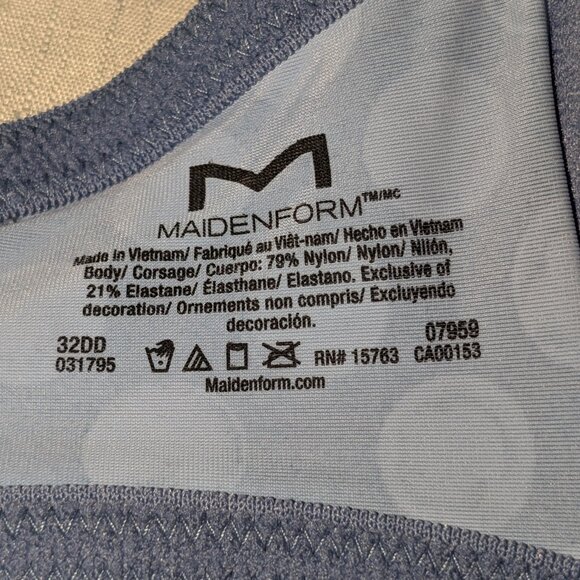 MAIDENFORM™/MC
Made in Vietnam/ Fabriqué au Viêt-nam/ Hecho en Vietnam
Body/ Corsage/ Cuerpo: 79% Nylon/ Nylon/ Nilón,
21% Elastane/ Élasthane/ Elastano. Exclusive of
decoration/ Ornements non compris/ Excluyendo
decoración.
32DD
031795
RN# 15763
07959
CA00153
Maidenform.com